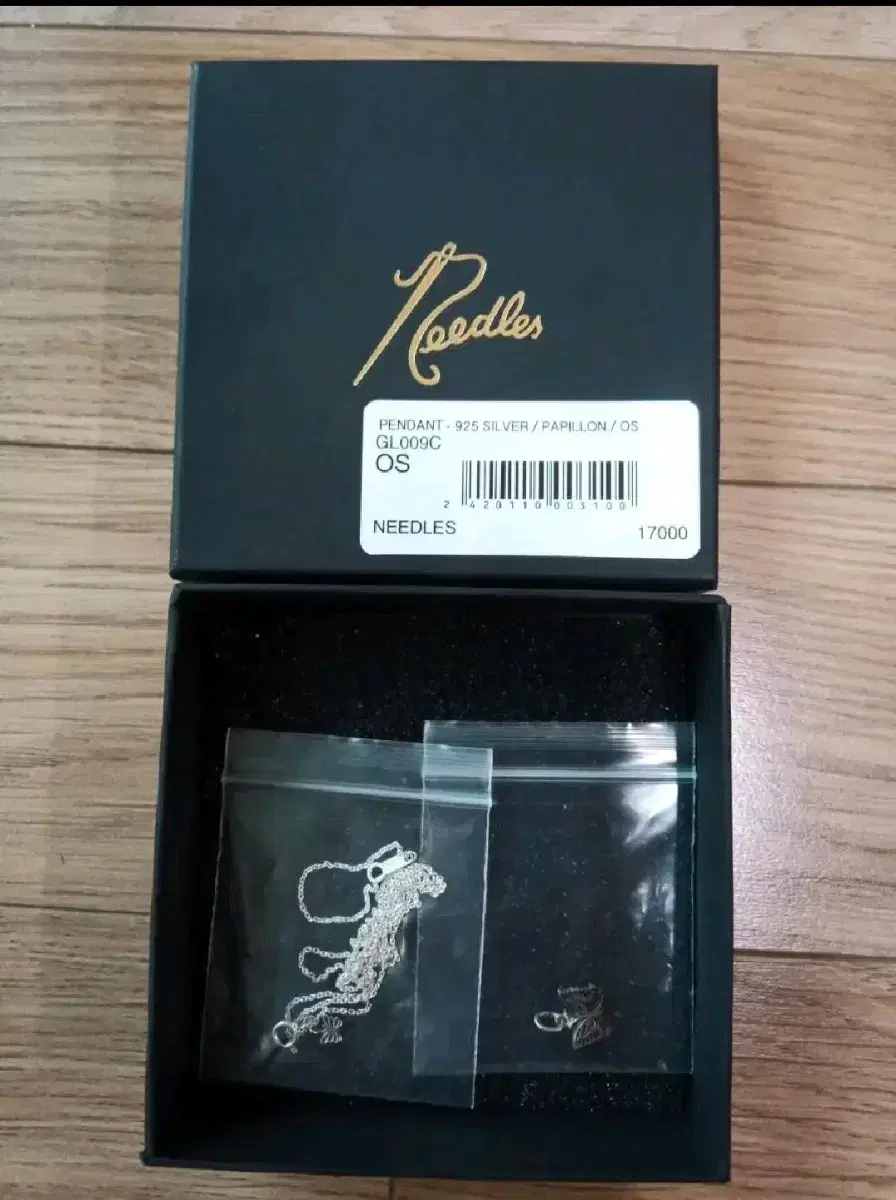 Needles
PENDANT - 925 SILVER / PAPILLON / OS
GL009C
OS
2 420110 003100
NEEDLES 17000